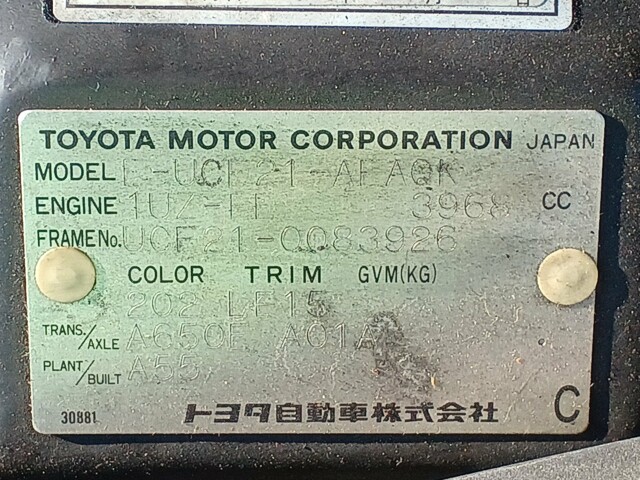 TOYOTA MOTOR CORPORATION JAPAN
MODEL E-UCF21-AEAGK
ENGINE 1UZ-FE 3968 CC
FRAME No. UCF21-0083926
COLOR TRIM GVM(KG)
202 LF15
TRANS./AXLE A650E A01A
PLANT/BUILT A55
30881 トヨタ自動車株式会社 C